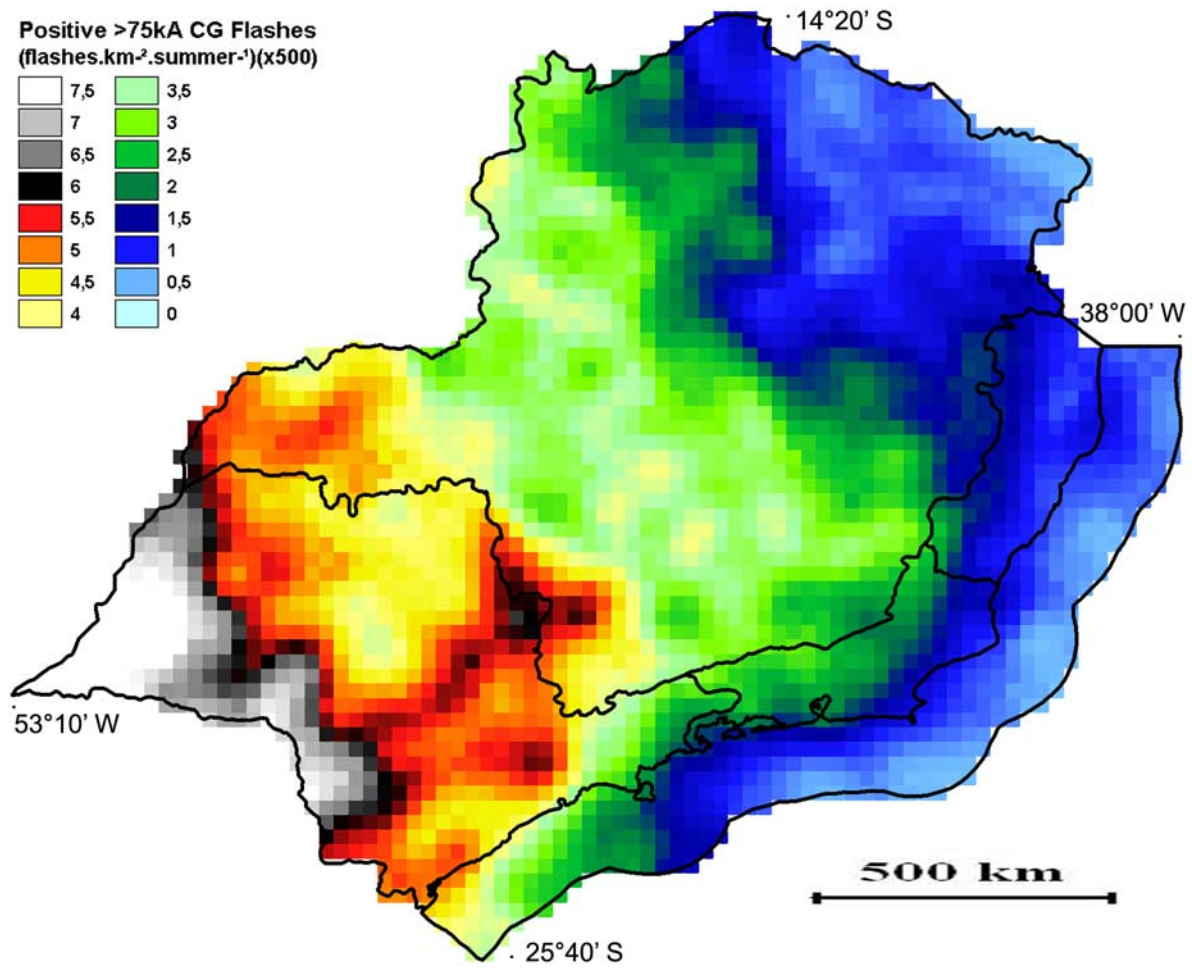 Positive >75kA CG Flashes
(flashes.km-².summer-¹)(x500)
7,5 3,5
7 3
6,5 2,5
6 2
5,5 1,5
5 1
4,5 0,5
4 0
14°20' S
38°00' W
53°10' W
500 km
25°40' S